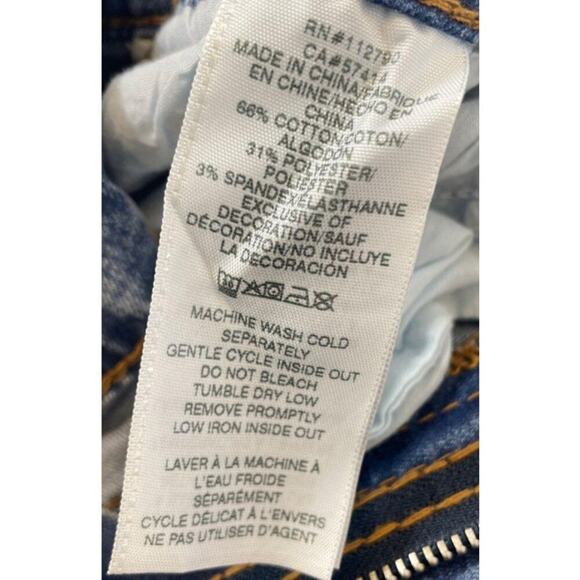 RN#112790
CA#57414
MADE IN CHINA/FABRIQUE
EN CHINE/HECHO EN
CHINA
66% COTTON/COTON/
ALGODON
31% POLYESTER/
POLIESTER
3% SPANDEX/ELASTHANNE
EXCLUSIVE OF
DECORATION/SAUF
DÉCORATION/NO INCLUYE
LA DECORACIÓN
MACHINE WASH COLD
SEPARATELY
GENTLE CYCLE INSIDE OUT
DO NOT BLEACH
TUMBLE DRY LOW
REMOVE PROMPTLY
LOW IRON INSIDE OUT
LAVER À LA MACHINE À
L'EAU FROIDE
SÉPARÉMENT
CYCLE DÉLICAT À L'ENVERS
NE PAS UTILISER D'AGENT